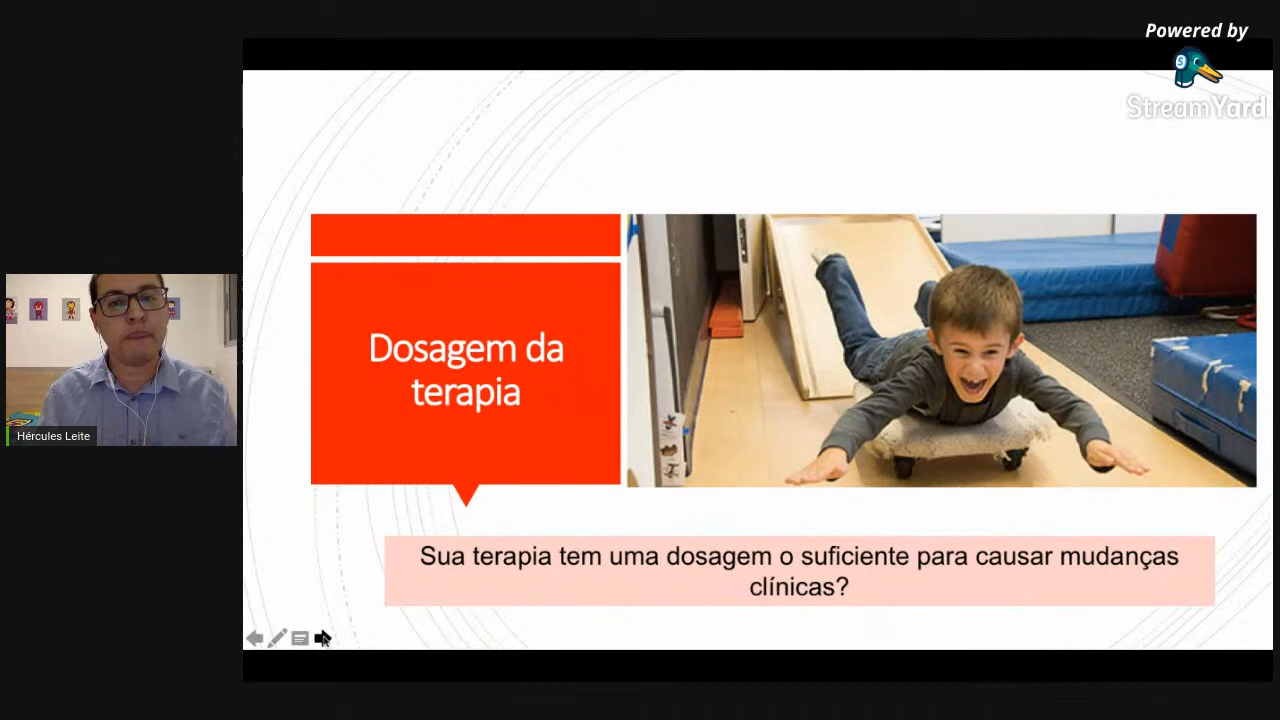 Powered by
StreamYard
Dosagem da
terapia
Hércules Leite
Sua terapia tem uma dosagem o suficiente para causar mudanças
clínicas?